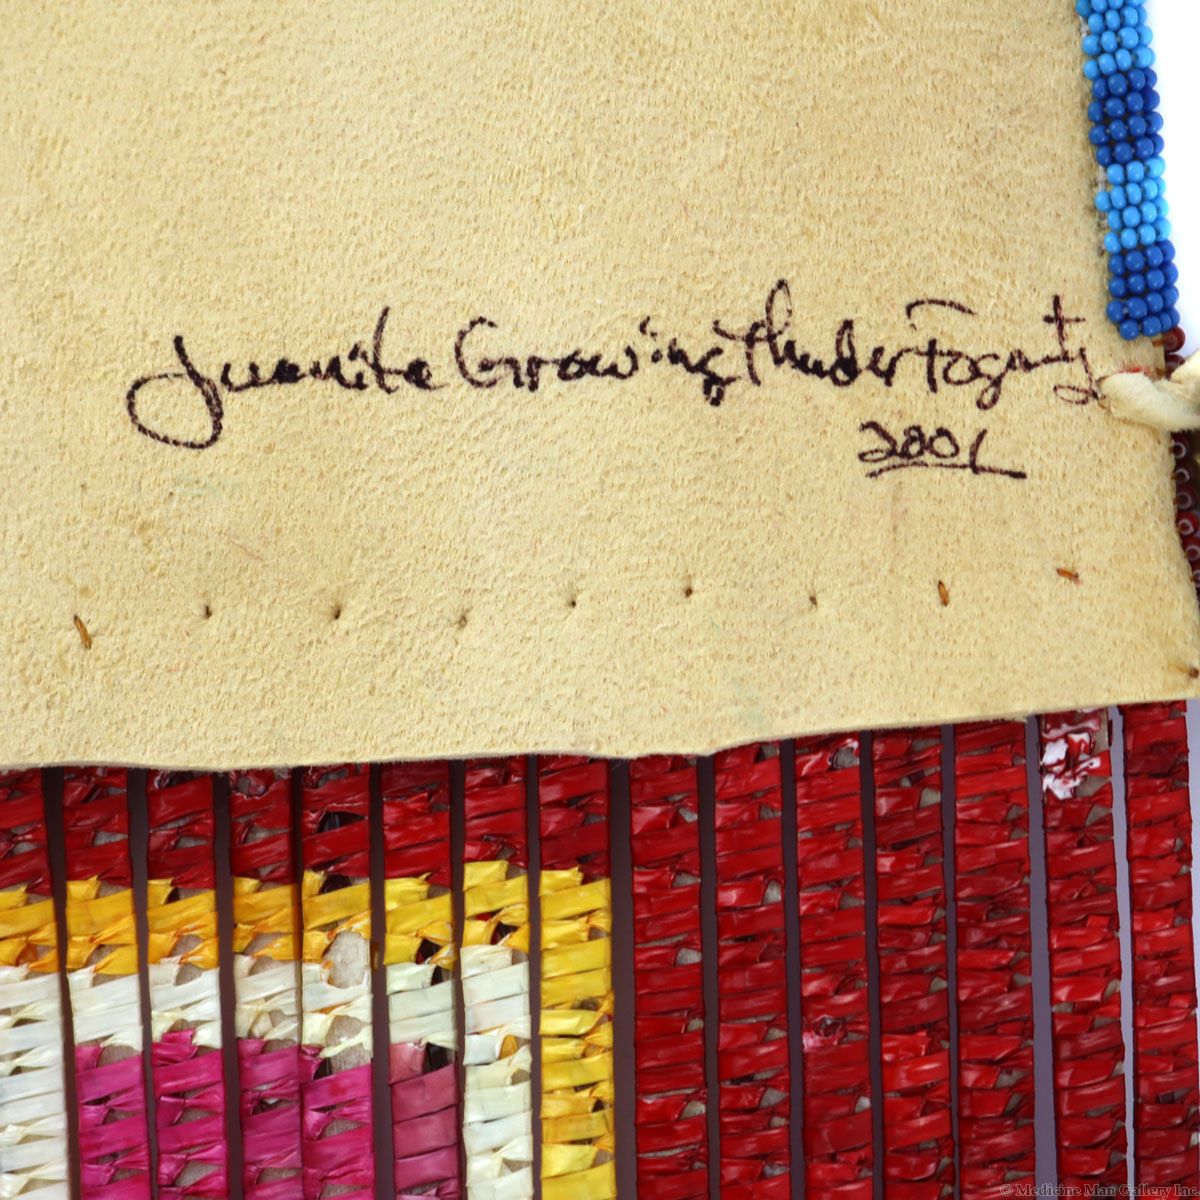 Juanita Growing Thunder Fogarty
2001
© Medicine Man Gallery Inc